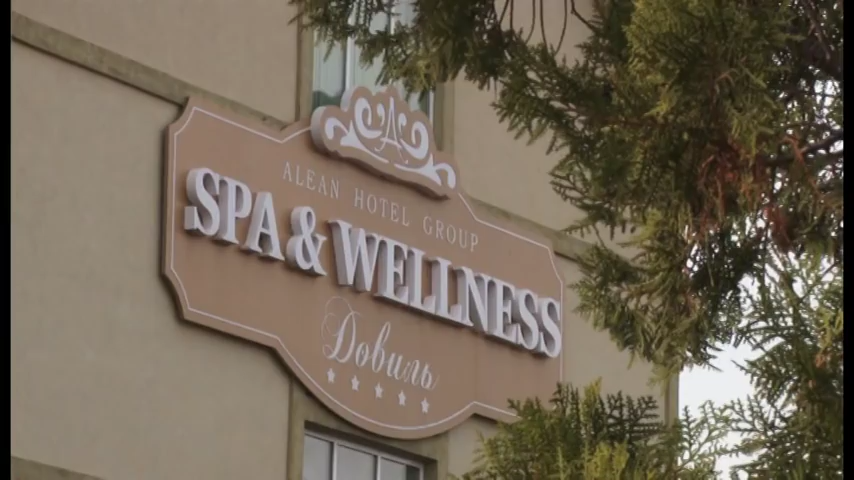 A
ALEAN HOTEL GROUP
SPA & WELLNESS
Довиль